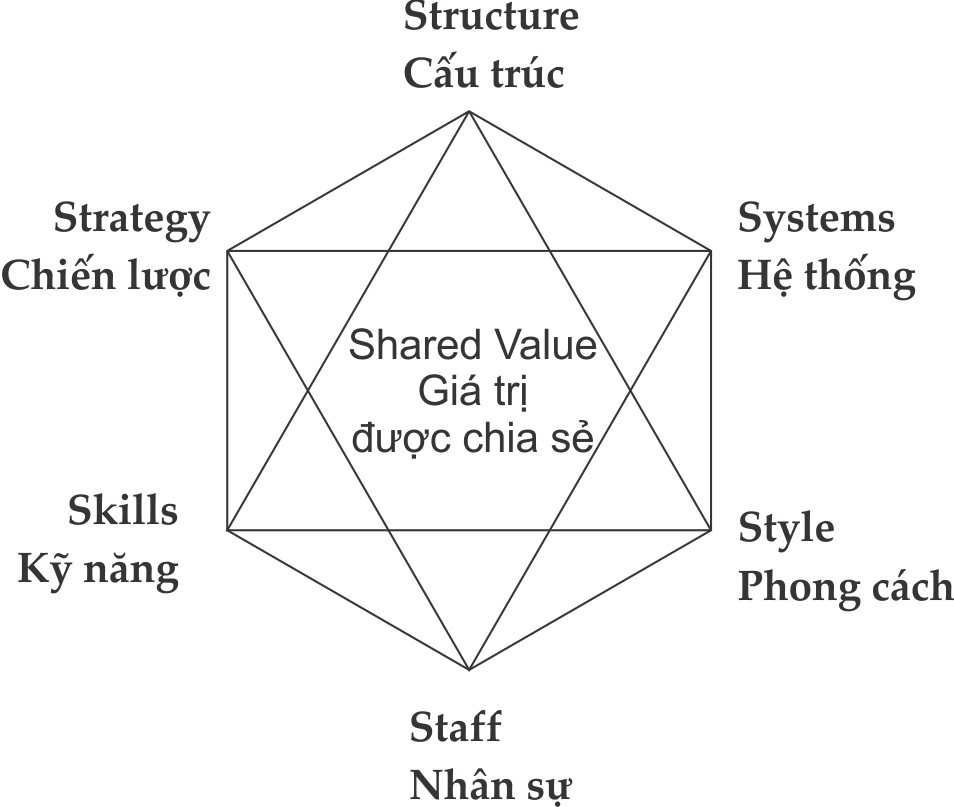 Structure
Cấu trúc
Strategy
Chiến lược
Systems
Hệ thống
Shared Value
Giá trị
được chia sẻ
Skills
Kỹ năng
Style
Phong cách
Staff
Nhân sự